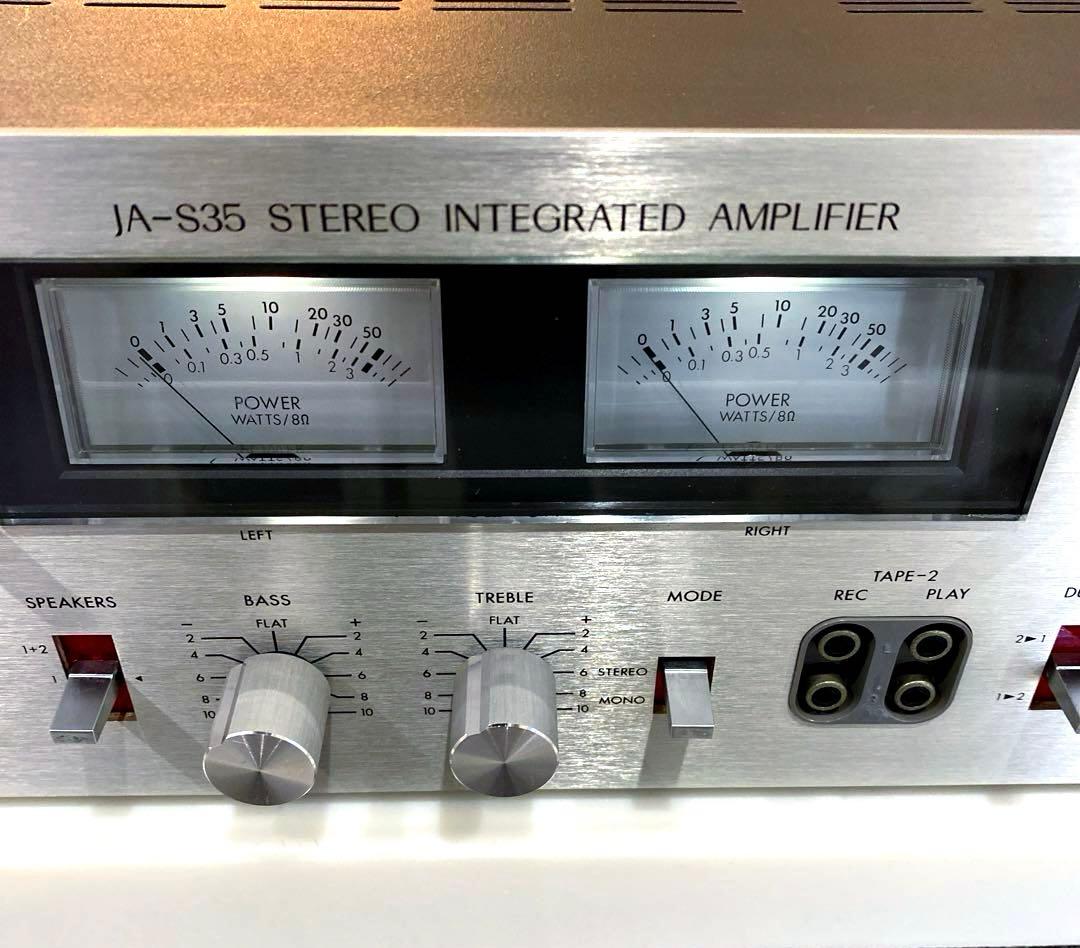 JA-S35 STEREO INTEGRATED AMPLIFIER
0 1 3 5 10 20 30 50
0 0.1 0.3 0.5 1 2 3
POWER
WATTS/8Ω
0 1 3 5 10 20 30 50
0 0.1 0.3 0.5 1 2 3
POWER
WATTS/8Ω
LEFT
RIGHT
SPEAKERS
1+2
1
BASS
− FLAT +
2 2
4 4
6 6
8 8
10 10
TREBLE
− FLAT +
2 2
4 4
6 6
8 8
10 10
MODE
STEREO
MONO
TAPE-2
REC PLAY
2►1
1►2